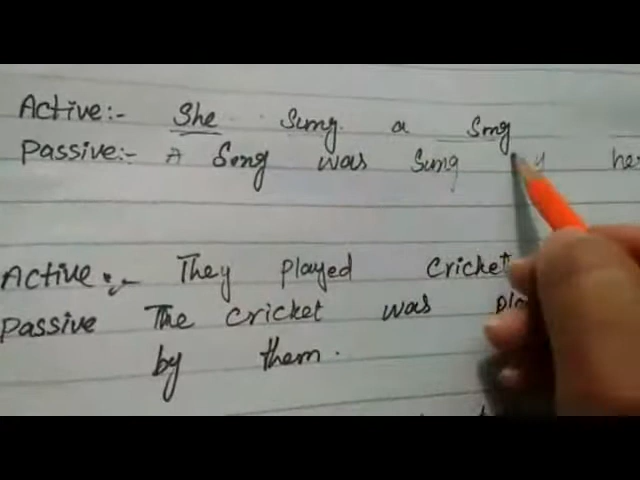 Active:- She Sung a Song
Passive:- A Song was Sung
Active:- They played cricket
Passive The cricket was
by them.